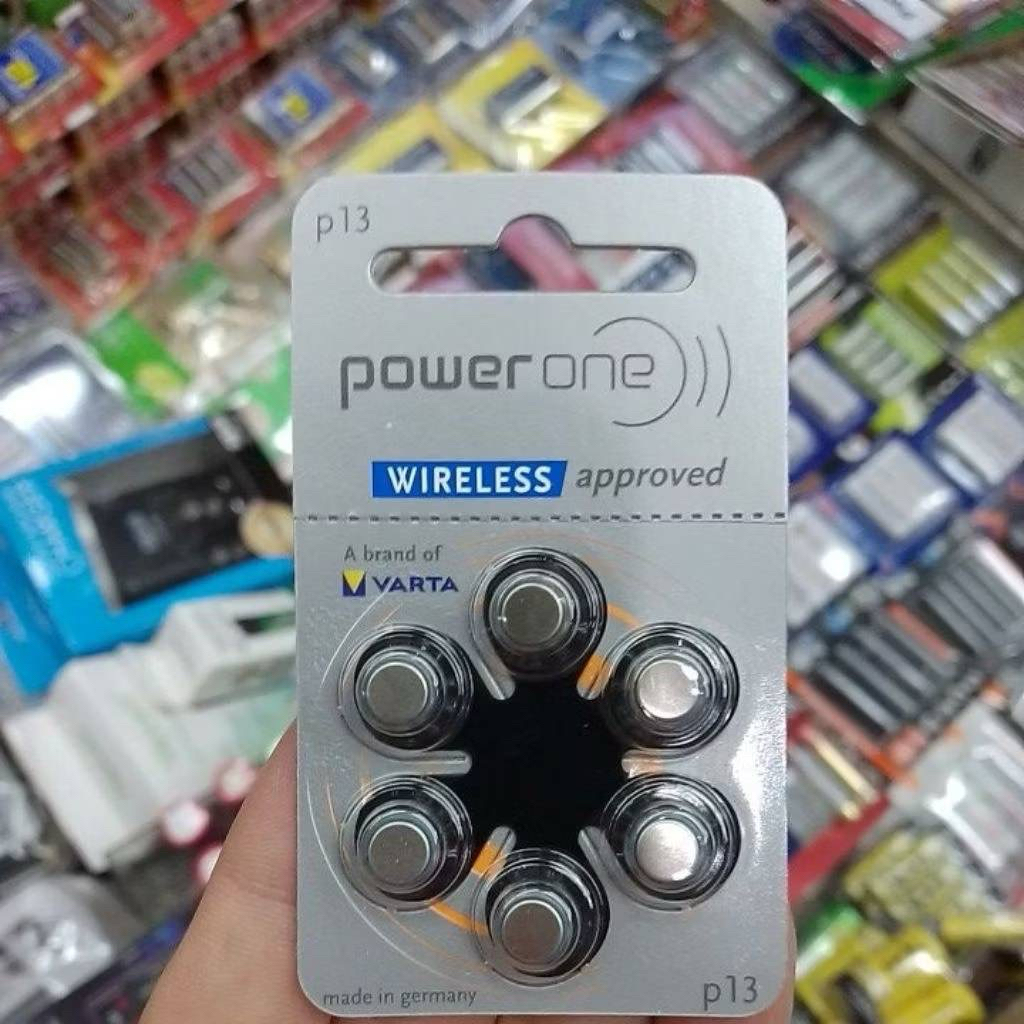 p13
power one
WIRELESS approved
A brand of
VARTA
made in germany
p13